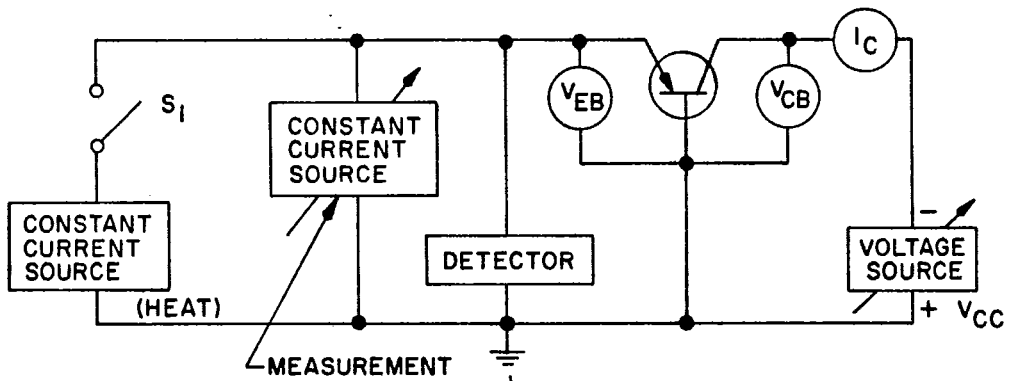 S1
CONSTANT
CURRENT
SOURCE
(HEAT)
CONSTANT
CURRENT
SOURCE
MEASUREMENT
DETECTOR
VEB
VCB
IC
-
VOLTAGE
SOURCE
+ VCC